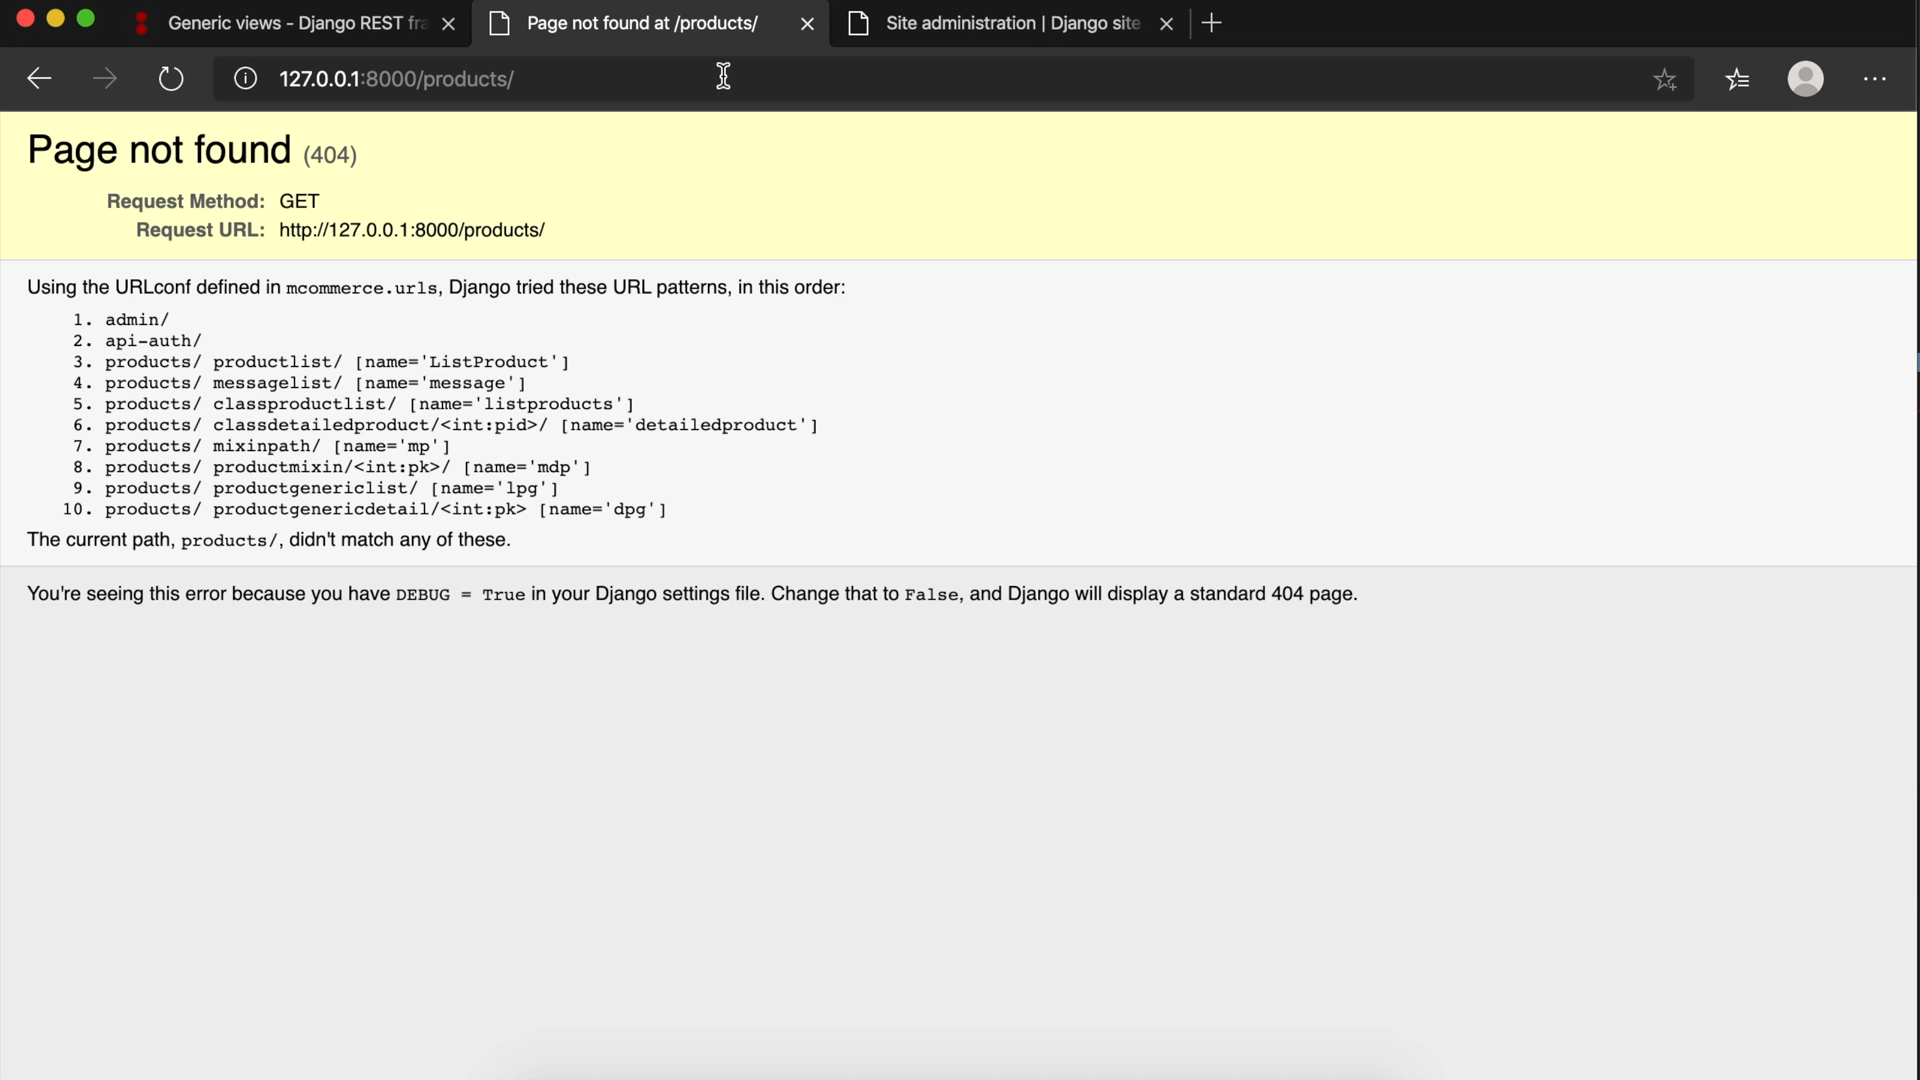 Generic views - Django REST fra
Page not found at /products/
Site administration | Django site
127.0.0.1:8000/products/
Page not found (404)
Request Method: GET
Request URL: http://127.0.0.1:8000/products/
Using the URLconf defined in mcommerce.urls, Django tried these URL patterns, in this order:
1. admin/
2. api-auth/
3. products/ productlist/ [name='ListProduct']
4. products/ messagelist/ [name='message']
5. products/ classproductlist/ [name='listproducts']
6. products/ classdetailedproduct/<int:pid>/ [name='detailedproduct']
7. products/ mixinpath/ [name='mp']
8. products/ productmixin/<int:pk>/ [name='mdp']
9. products/ productgenericlist/ [name='lpg']
10. products/ productgenericdetail/<int:pk> [name='dpg']
The current path, products/, didn't match any of these.
You're seeing this error because you have DEBUG = True in your Django settings file. Change that to False, and Django will display a standard 404 page.